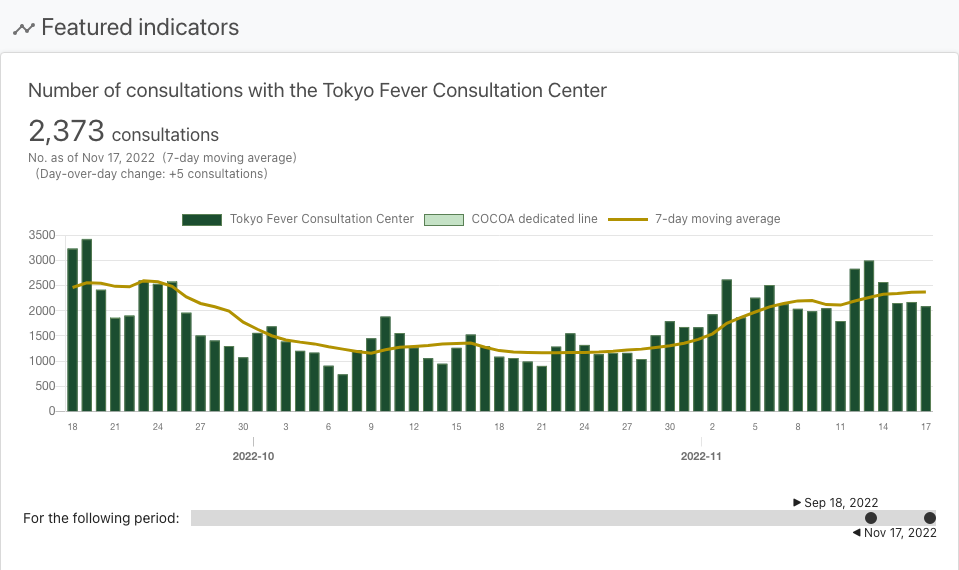 Featured indicators
Number of consultations with the Tokyo Fever Consultation Center
2,373 consultations
No. as of Nov 17, 2022 (7-day moving average)
(Day-over-day change: +5 consultations)
Tokyo Fever Consultation Center COCOA dedicated line 7-day moving average
3500
3000
2500
2000
1500
1000
500
0
18 21 24 27 30 3 6 9 12 15 18 21 24 27 30 2 5 8 11 14 17
2022-10 2022-11
Sep 18, 2022
For the following period:
Nov 17, 2022